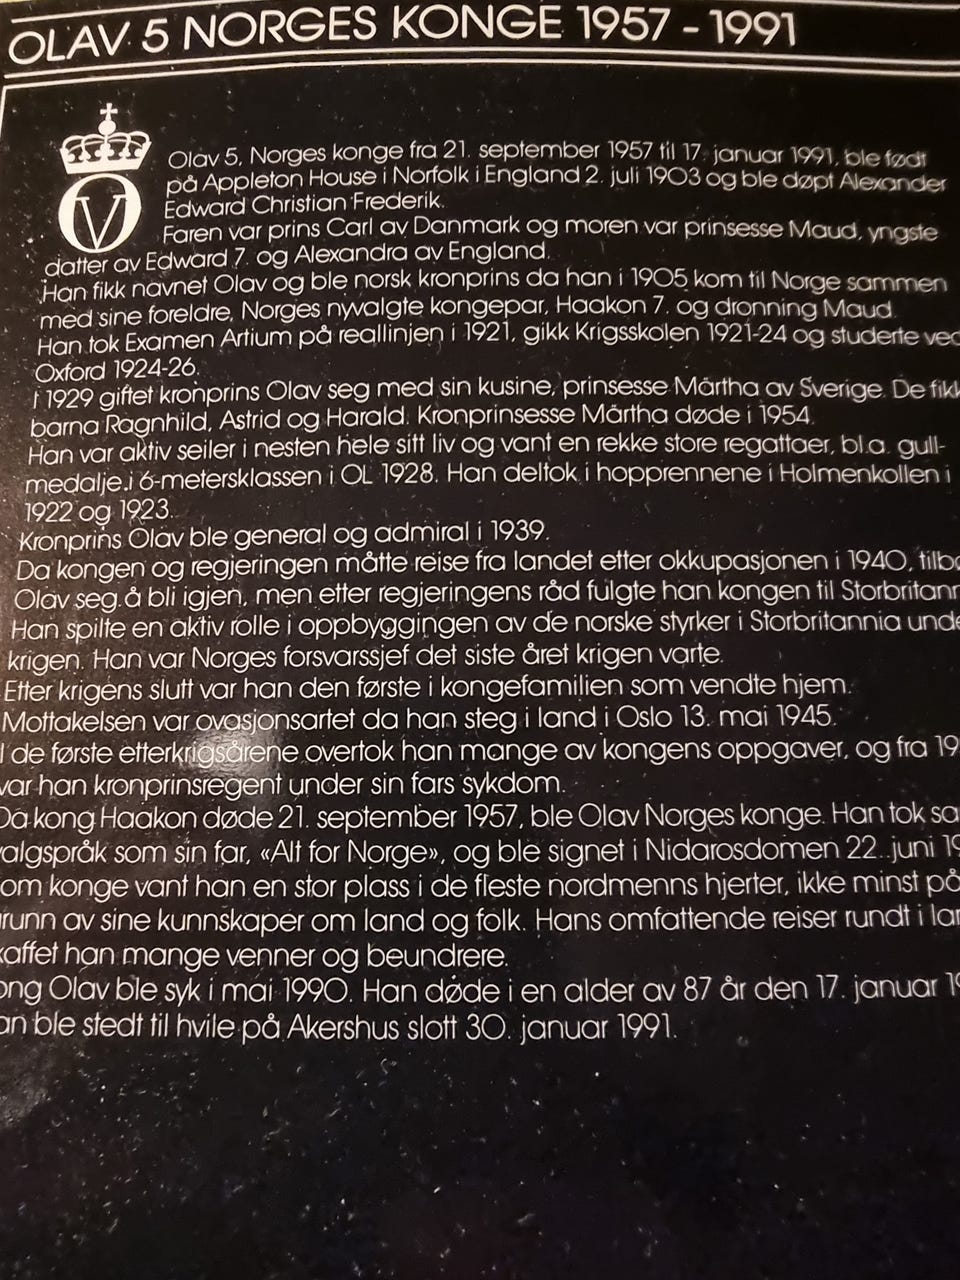 OLAV 5 NORGES KONGE 1957 - 1991
OV
Olav 5, Norges konge fra 21. september 1957 til 17. januar 1991, ble født
på Appleton House i Norfolk i England 2. juli 1903 og ble døpt Alexander
Edward Christian Frederik.
Faren var prins Carl av Danmark og moren var prinsesse Maud, yngste
datter av Edward 7. og Alexandra av England.
Han fikk navnet Olav og ble norsk kronprins da han i 1905 kom til Norge sammen
med sine foreldre, Norges nyvalgte kongepar, Haakon 7. og dronning Maud.
Han tok Examen Artium på reallinjen i 1921, gikk Krigsskolen 1921-24 og studerte ved
Oxford 1924-26.
I 1929 giftet kronprins Olav seg med sin kusine, prinsesse Märtha av Sverige. De fikk
barna Ragnhild, Astrid og Harald. Kronprinsesse Märtha døde i 1954.
Han var aktiv seiler i nesten hele sitt liv og vant en rekke store regattaer, bl.a. gull-
medalje i 6-metersklassen i OL 1928. Han deltok i hopprennene i Holmenkollen i
1922 og 1923.
Kronprins Olav ble general og admiral i 1939.
Da kongen og regjeringen måtte reise fra landet etter okkupasjonen i 1940, tilbø
Olav seg å bli igjen, men etter regjeringens råd fulgte han kongen til Storbritann
Han spilte en aktiv rolle i oppbyggingen av de norske styrker i Storbritannia unde
krigen. Han var Norges forsvarssjef det siste året krigen varte.
Etter krigens slutt var han den første i kongefamilien som vendte hjem.
Mottakelsen var ovasjonsartet da han steg i land i Oslo 13. mai 1945.
I de første etterkrigsårene overtok han mange av kongens oppgaver, og fra 19
var han kronprinsregent under sin fars sykdom.
Da kong Haakon døde 21. september 1957, ble Olav Norges konge. Han tok sa
valgspråk som sin far, «Alt for Norge», og ble signet i Nidarosdomen 22. juni 19
om konge vant han en stor plass i de fleste nordmenns hjerter, ikke minst på
runn av sine kunnskaper om land og folk. Hans omfattende reiser rundt i lan
kaffet han mange venner og beundrere.
ong Olav ble syk i mai 1990. Han døde i en alder av 87 år den 17. januar 19
an ble stedt til hvile på Akershus slott 30. januar 1991.